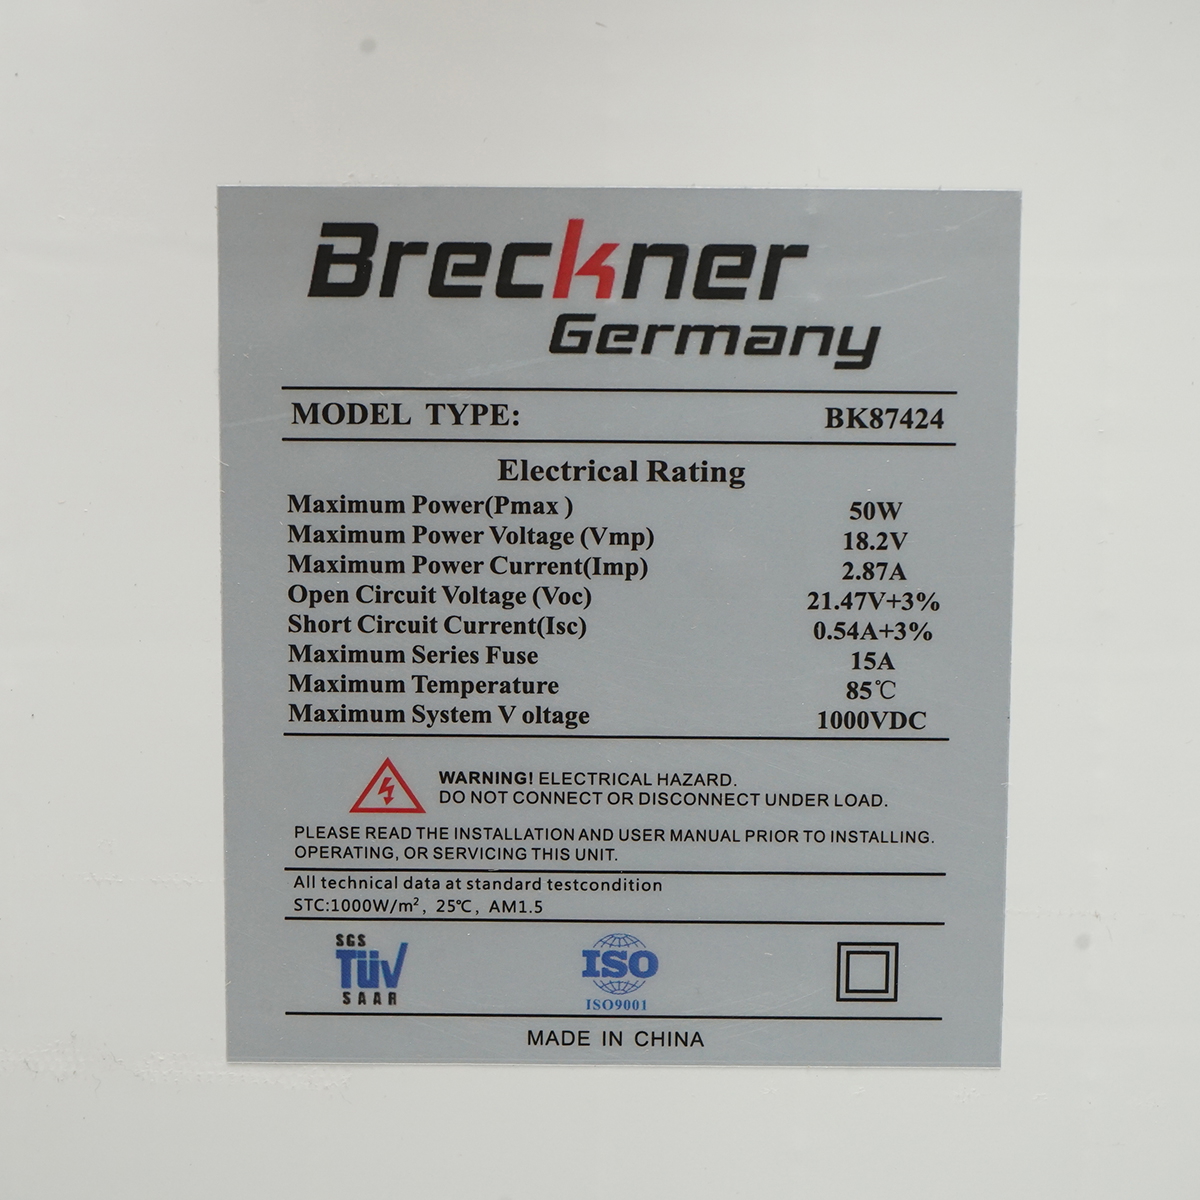 Breckner
Germany
MODEL TYPE: BK87424
Electrical Rating
Maximum Power(Pmax ) 50W
Maximum Power Voltage (Vmp) 18.2V
Maximum Power Current(Imp) 2.87A
Open Circuit Voltage (Voc) 21.47V+3%
Short Circuit Current(Isc) 0.54A+3%
Maximum Series Fuse 15A
Maximum Temperature 85℃
Maximum System V oltage 1000VDC
WARNING! ELECTRICAL HAZARD.
DO NOT CONNECT OR DISCONNECT UNDER LOAD.
PLEASE READ THE INSTALLATION AND USER MANUAL PRIOR TO INSTALLING.
OPERATING, OR SERVICING THIS UNIT.
All technical data at standard testcondition
STC:1000W/m², 25℃, AM1.5
SGS
TÜV
SAAR
ISO
ISO9001
MADE IN CHINA